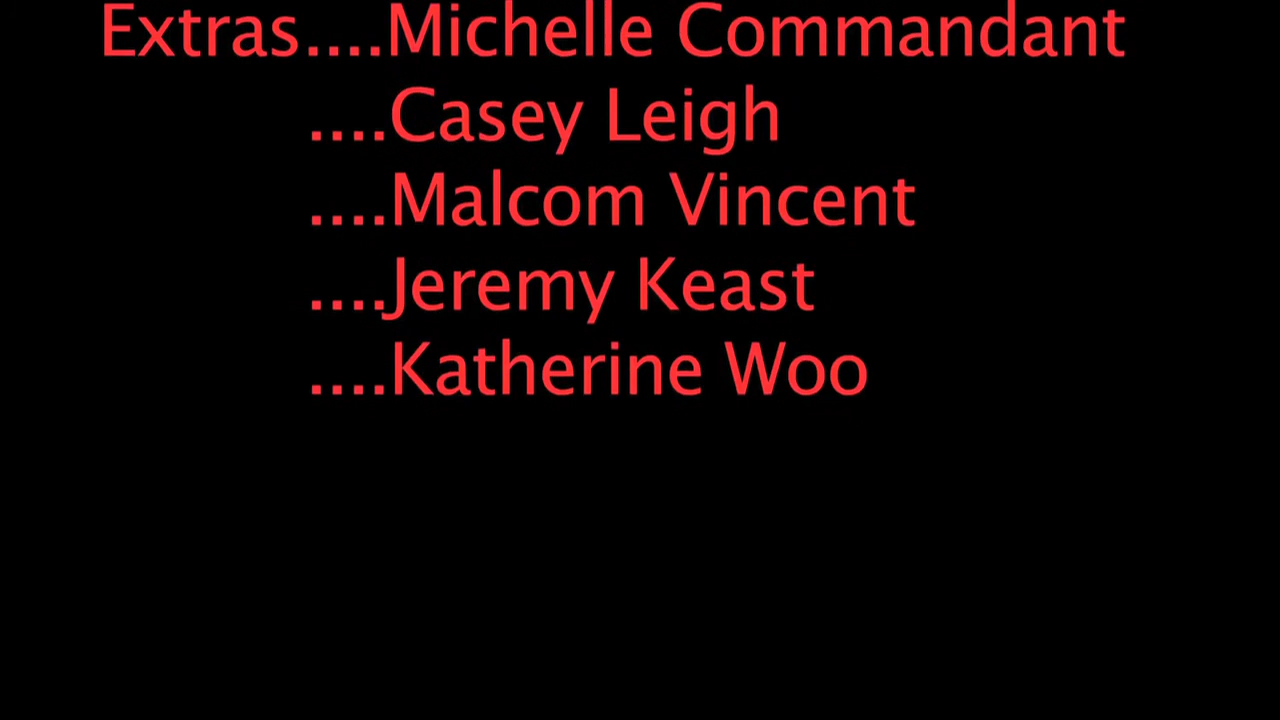 Extras....Michelle Commandant
....Casey Leigh
....Malcom Vincent
....Jeremy Keast
....Katherine Woo